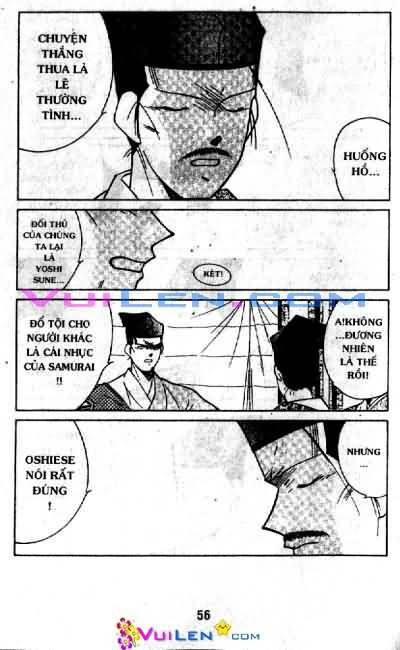 CHUYỆN
THẮNG
THUA LÀ
LẼ
THƯỜNG
TÌNH...
HUỐNG
HỒ...
ĐỐI THỦ
CỦA CHÚNG
TA LẠI
LÀ
YOSHI
SUNE...
KÉT!
VuiLen.com
ĐỔ TỘI CHO
NGƯỜI KHÁC
LÀ CÁI NHỤC
CỦA SAMURAI
!!
A!KHÔNG
...ĐƯƠNG
NHIÊN
LÀ THẾ
RỒI!
NHƯNG
...
OSHIESE
NÓI RẤT
ĐÚNG
!
56
VuiLen.com